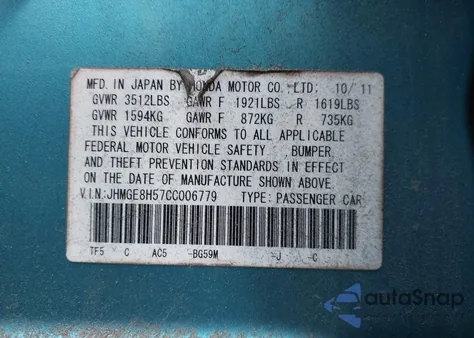 MFD. IN JAPAN BY HONDA MOTOR CO.,LTD. 10/11
GVWR 3512LBS GAWR F 1921LBS R 1619LBS
GVWR 1594KG GAWR F 872KG R 735KG
THIS VEHICLE CONFORMS TO ALL APPLICABLE
FEDERAL MOTOR VEHICLE SAFETY ,BUMPER,
AND THEFT PREVENTION STANDARDS IN EFFECT
ON THE DATE OF MANUFACTURE SHOWN ABOVE.
V.I.N:JHMGE8H57CC006779 TYPE: PASSENGER CAR
TF5 C AC5 -BG59M -J -C
autoSnap